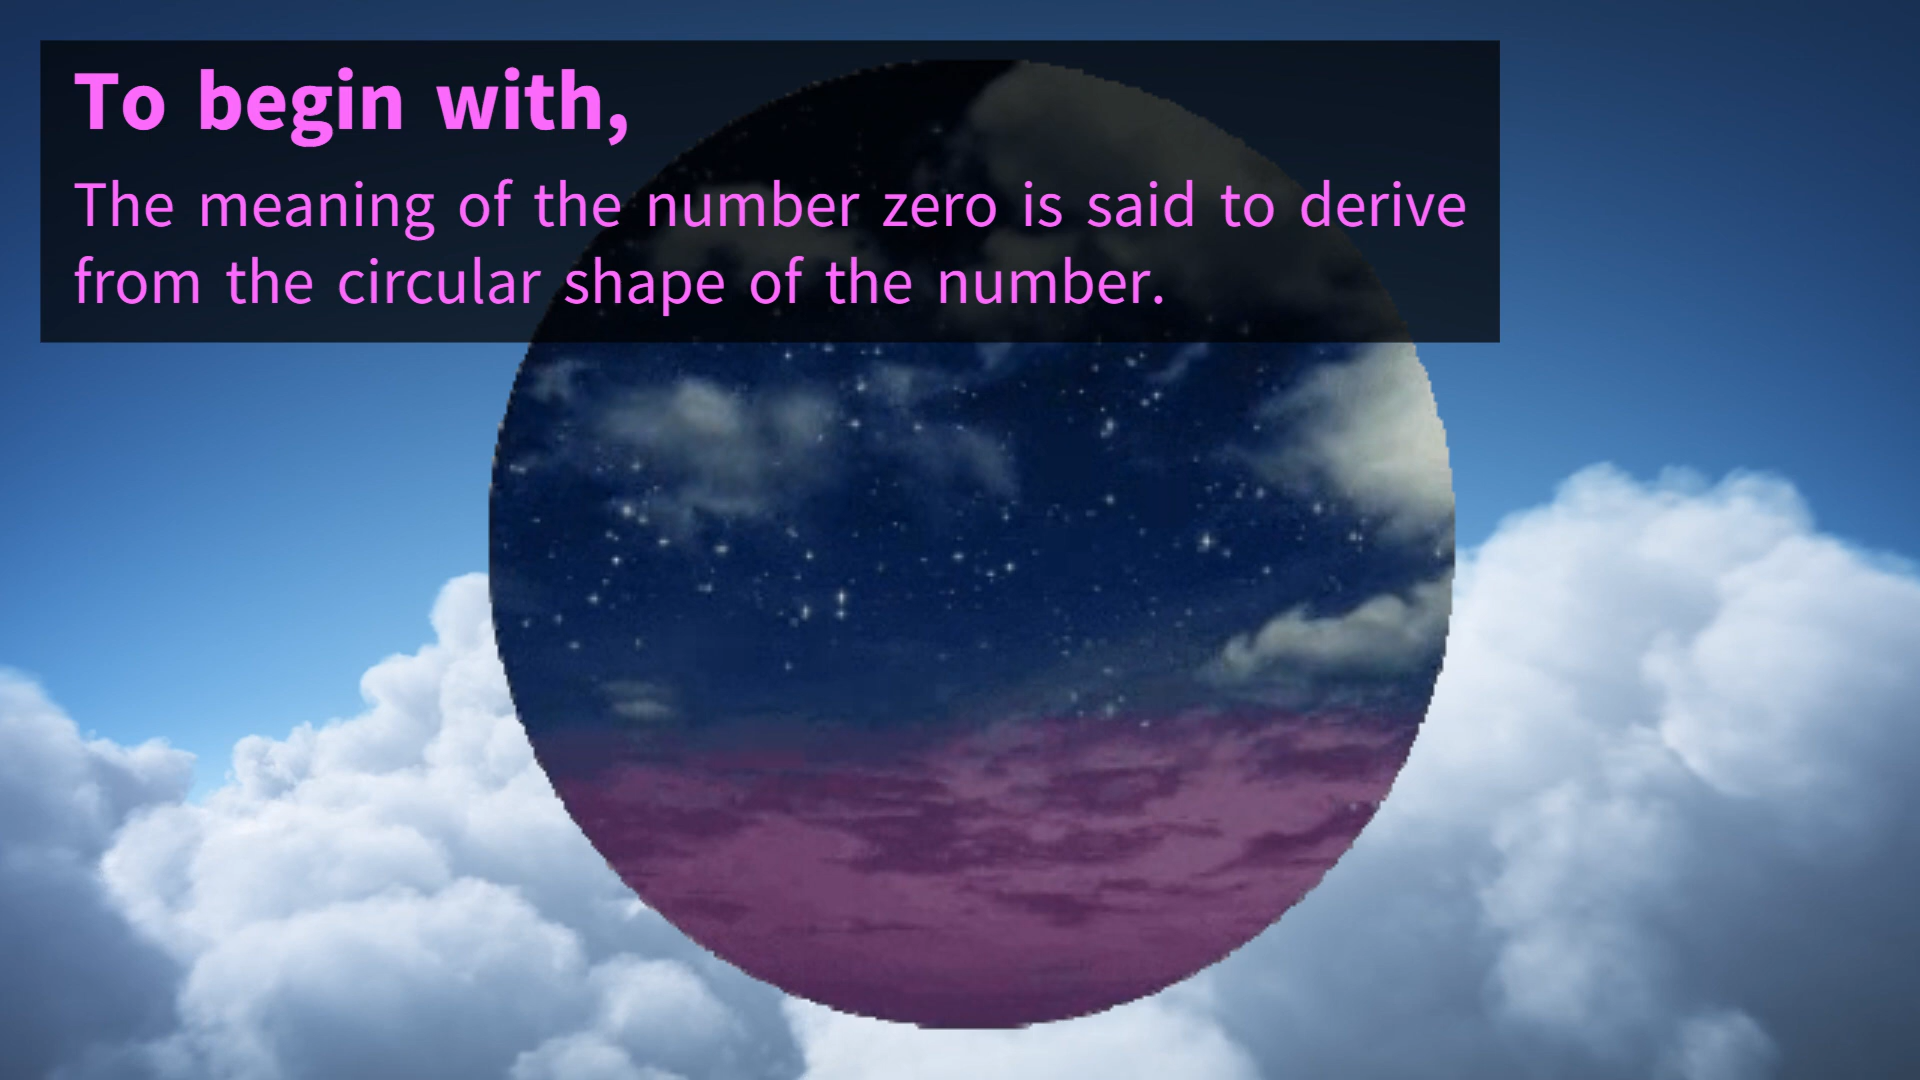 To begin with,
The meaning of the number zero is said to derive
from the circular shape of the number.